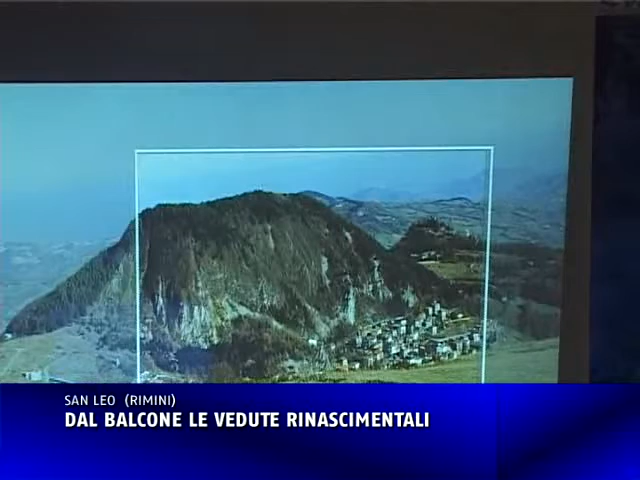 SAN LEO (RIMINI)
DAL BALCONE LE VEDUTE RINASCIMENTALI